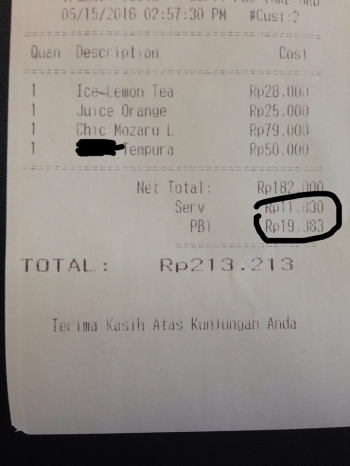 05/15/2016 02:57:30 PM #Cust:2
Quan Description Cost
1 Ice-Lemon Tea Rp28.000
1 Juice Orange Rp25.000
1 Chic Mozaru L Rp79.000
1 Tempura Rp50.000
Net Total: Rp182.000
Serv Rp11.830
PB1 Rp19.383
TOTAL: Rp213.213
Terima Kasih Atas Kunjungan Anda